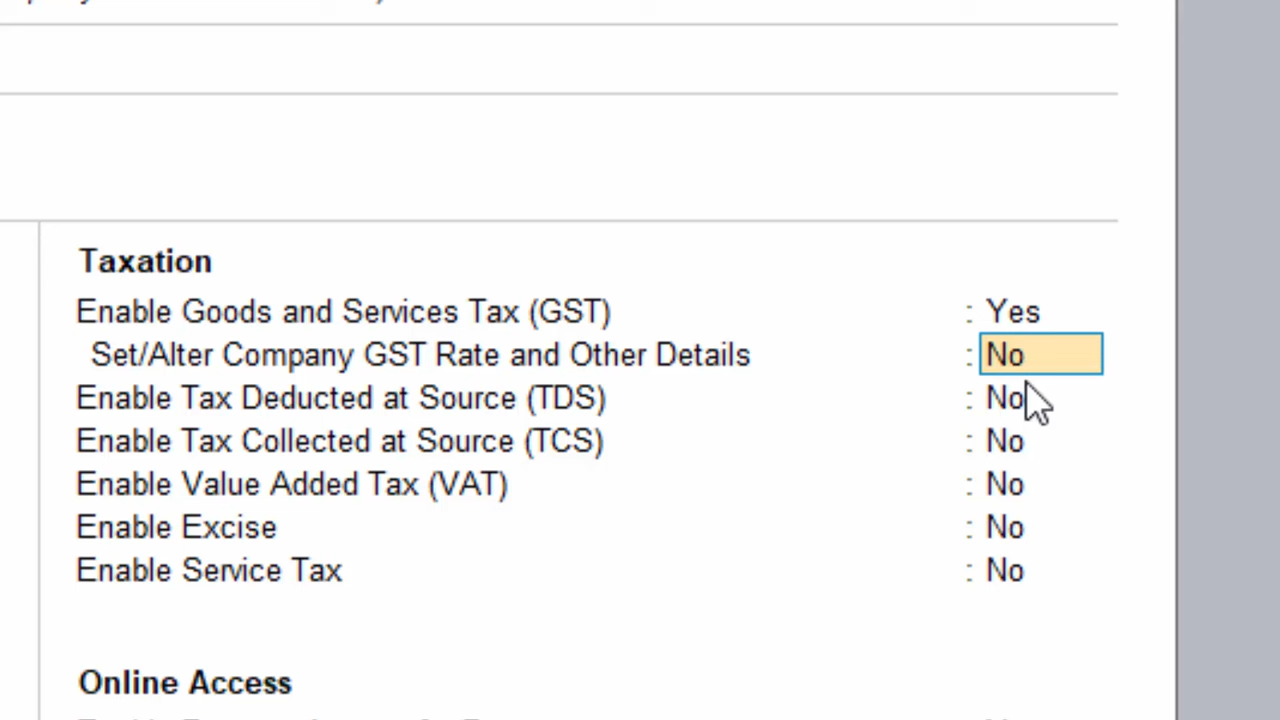 Taxation
Enable Goods and Services Tax (GST) : Yes
Set/Alter Company GST Rate and Other Details : No
Enable Tax Deducted at Source (TDS) : No
Enable Tax Collected at Source (TCS) : No
Enable Value Added Tax (VAT) : No
Enable Excise : No
Enable Service Tax : No
Online Access